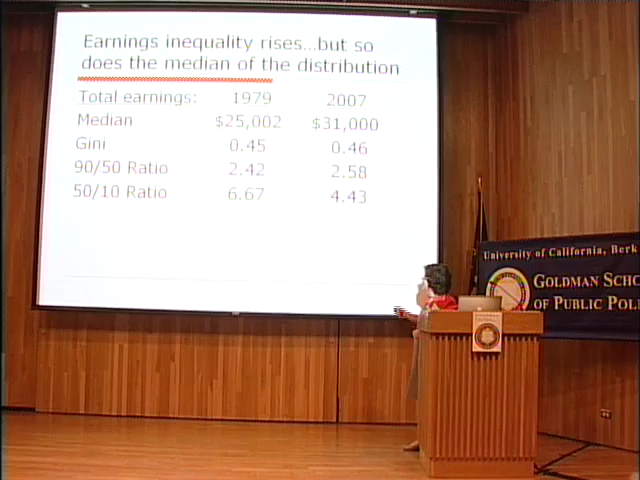 Earnings inequality rises...but so
does the median of the distribution
Total earnings: 1979 2007
Median $25,002 $31,000
Gini 0.45 0.46
90/50 Ratio 2.42 2.58
50/10 Ratio 6.67 4.43
University of California, Berk
GOLDMAN SCHO
OF PUBLIC POL